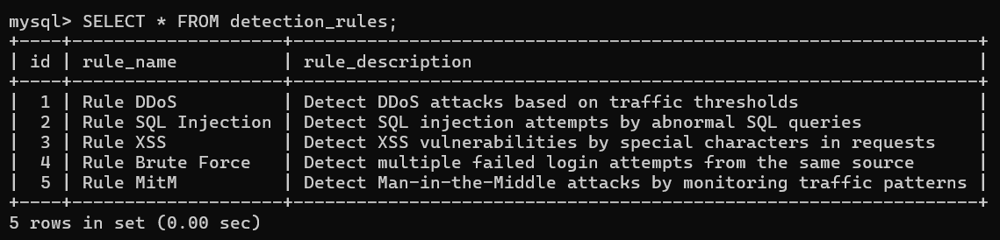 mysql> SELECT * FROM detection_rules;
+----+--------------------+-----------------------------------------------------------------+
| id | rule_name          | rule_description                                                |
+----+--------------------+-----------------------------------------------------------------+
|  1 | Rule DDoS          | Detect DDoS attacks based on traffic thresholds                 |
|  2 | Rule SQL Injection | Detect SQL injection attempts by abnormal SQL queries           |
|  3 | Rule XSS           | Detect XSS vulnerabilities by special characters in requests    |
|  4 | Rule Brute Force   | Detect multiple failed login attempts from the same source      |
|  5 | Rule MitM          | Detect Man-in-the-Middle attacks by monitoring traffic patterns |
+----+--------------------+-----------------------------------------------------------------+
5 rows in set (0.00 sec)